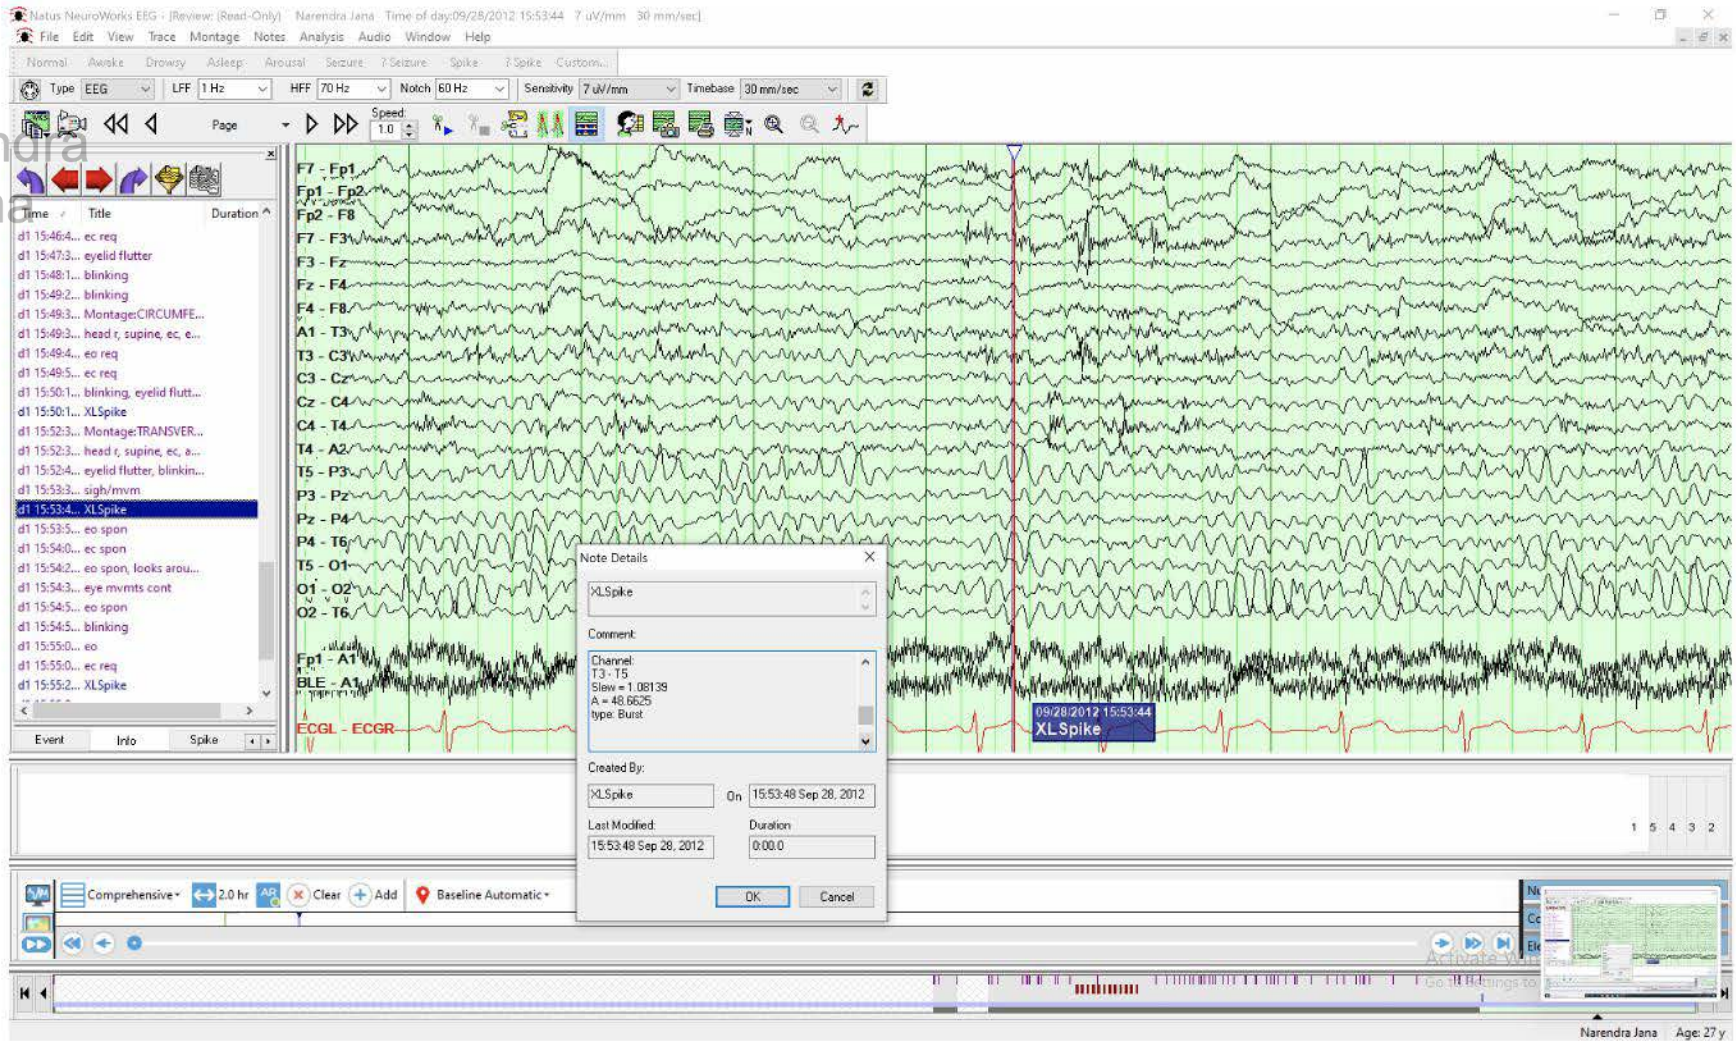 Natus NeuroWorks EEG - [Review: (Read-Only) Narendra Jana Time of day:09/28/2012 15:53:44 7 uV/mm 30 mm/sec]
File Edit View Trace Montage Notes Analysis Audio Window Help
Normal Awake Drowsy Asleep Arousal Seizure ?Seizure Spike ?Spike Custom...
Type EEG LFF 1 Hz HFF 70 Hz Notch 60 Hz Sensitivity 7 uV/mm Timebase 30 mm/sec
Page Speed: 1.0
Time Title Duration
d1 15:46:4... ec req
d1 15:47:3... eyelid flutter
d1 15:48:1... blinking
d1 15:49:2... blinking
d1 15:49:3... Montage:CIRCUMFE...
d1 15:49:3... head r, supine, ec, e...
d1 15:49:4... eo req
d1 15:49:5... ec req
d1 15:50:1... blinking, eyelid flutt...
d1 15:50:1... XLSpike
d1 15:52:3... Montage:TRANSVER...
d1 15:52:3... head r, supine, ec, a...
d1 15:52:4... eyelid flutter, blinkin...
d1 15:53:3... sigh/mvm
d1 15:53:4... XLSpike
d1 15:53:5... eo spon
d1 15:54:0... ec spon
d1 15:54:2... eo spon, looks arou...
d1 15:54:3... eye mvmts cont
d1 15:54:5... eo spon
d1 15:54:5... blinking
d1 15:55:0... eo
d1 15:55:0... ec req
d1 15:55:2... XLSpike
Event Info Spike
F7 - Fp1
Fp1 - Fp2
Fp2 - F8
F7 - F3
F3 - Fz
Fz - F4
F4 - F8
A1 - T3
T3 - C3
C3 - Cz
Cz - C4
C4 - T4
T4 - A2
T5 - P3
P3 - Pz
Pz - P4
P4 - T6
T5 - O1
O1 - O2
O2 - T6
Fp1 - A1
BLE - A1
ECGL - ECGR
09/28/2012 15:53:44
XLSpike
Note Details
XLSpike
Comment:
Channel:
T3 - T5
Slew = 1.08139
A = 48.6625
type: Burst
Created By:
XLSpike On 15:53:48 Sep 28, 2012
Last Modified: Duration
15:53:48 Sep 28, 2012 0:00.0
OK Cancel
1 5 4 3 2
Comprehensive 2.0 hr AR Clear Add Baseline Automatic
Narendra Jana Age: 27 y